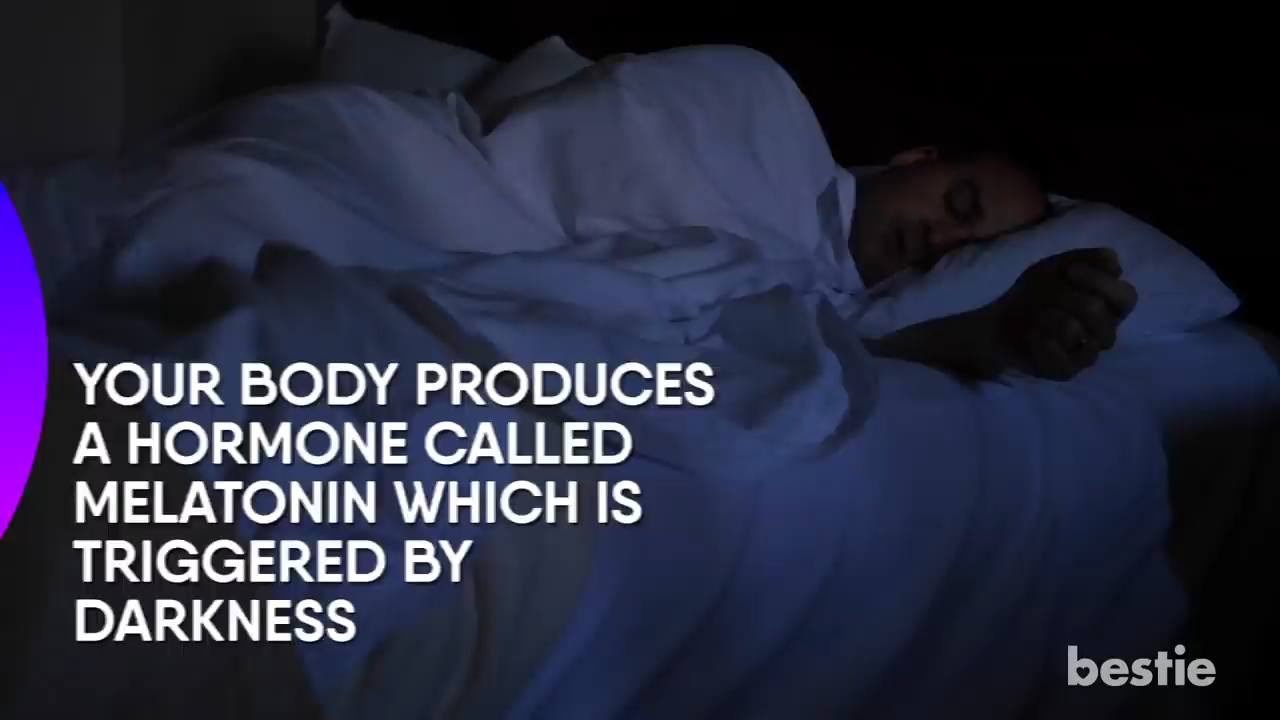 YOUR BODY PRODUCES
A HORMONE CALLED
MELATONIN WHICH IS
TRIGGERED BY
DARKNESS
bestie